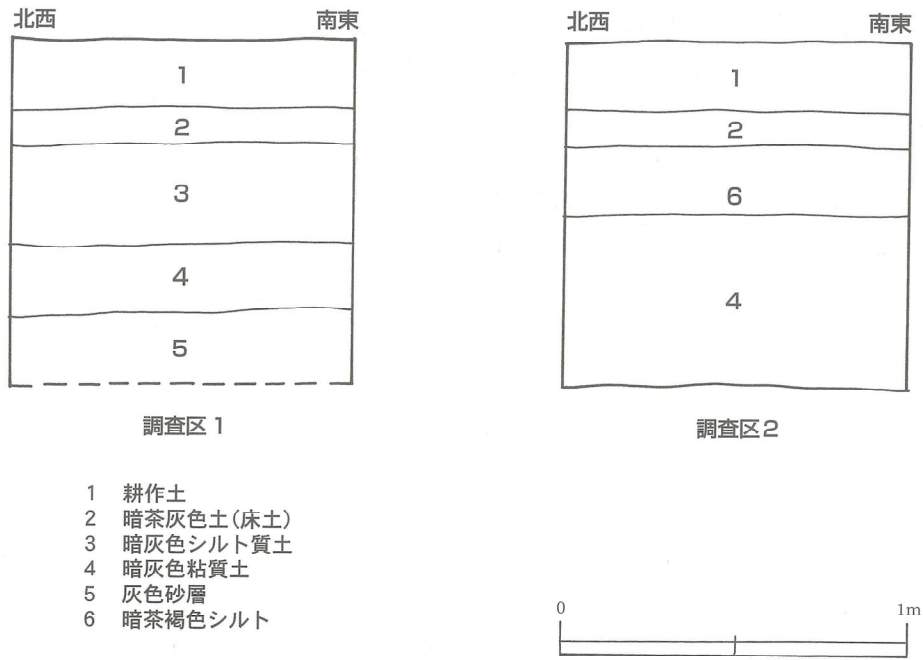 北西 南東
1
2
3
4
5
調査区1
北西 南東
1
2
6
4
調査区2
1 耕作土
2 暗茶灰色土(床土)
3 暗灰色シルト質土
4 暗灰色粘質土
5 灰色砂層
6 暗茶褐色シルト
0 1m